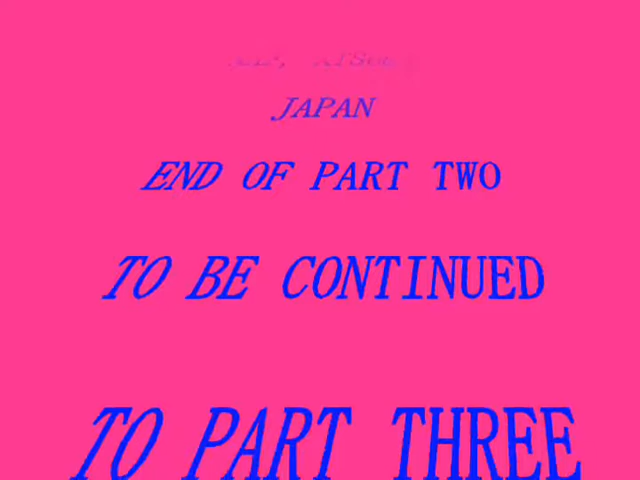 JAPAN
END OF PART TWO
TO BE CONTINUED
TO PART THREE